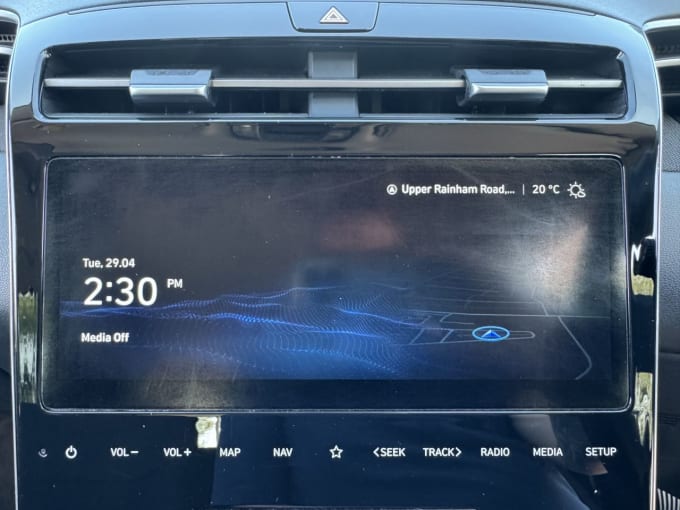 Upper Rainham Road,... | 20 °C
Tue, 29.04
2:30 PM
Media Off
VOL− VOL+ MAP NAV <SEEK TRACK> RADIO MEDIA SETUP